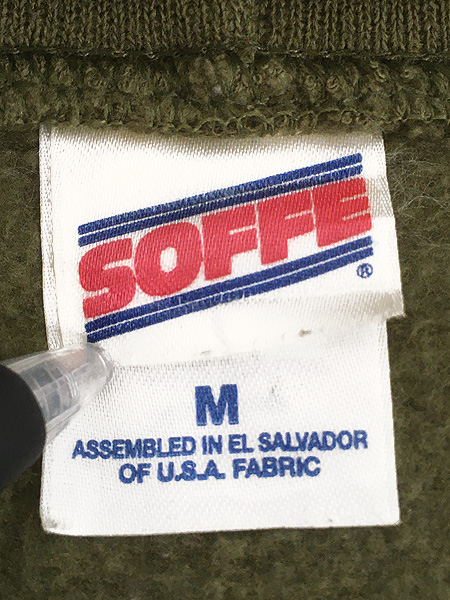 SOFFE
®
M
ASSEMBLED IN EL SALVADOR
OF U.S.A. FABRIC